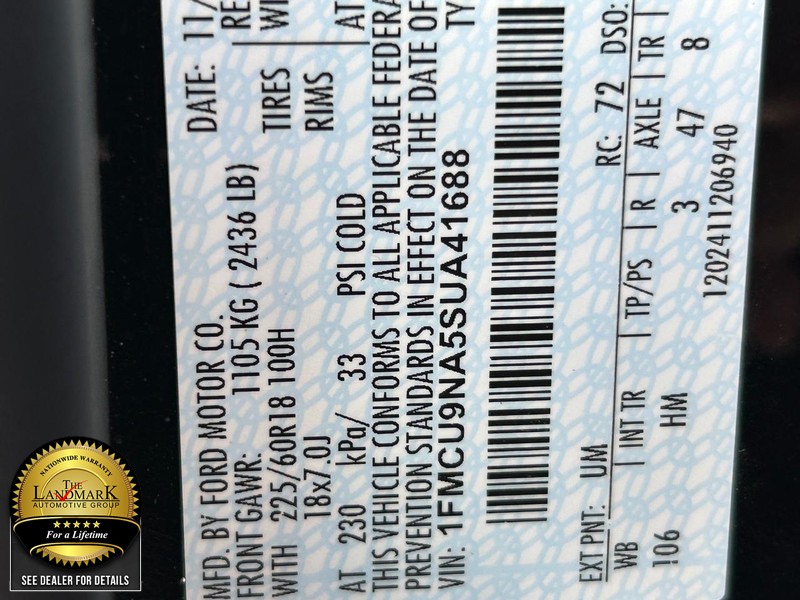 MFD. BY FORD MOTOR CO.
DATE: 11/
FRONT GAWR: 1105 KG ( 2436 LB)
WITH 225/60R18 100H TIRES
18x7.0J RIMS
AT 230 kPa/ 33 PSI COLD AT
THIS VEHICLE CONFORMS TO ALL APPLICABLE FEDERA
PREVENTION STANDARDS IN EFFECT ON THE DATE OF
VIN: 1FMCU9NA5SUA41688 TY
EXT PNT: UM RC: 72 DSO:
WB | INT TR | TP/PS | R | AXLE | TR |
106 HM 3 47 8
1202411206940
NATIONWIDE WARRANTY
THE
LANDMARK
AUTOMOTIVE GROUP
For a Lifetime
SEE DEALER FOR DETAILS